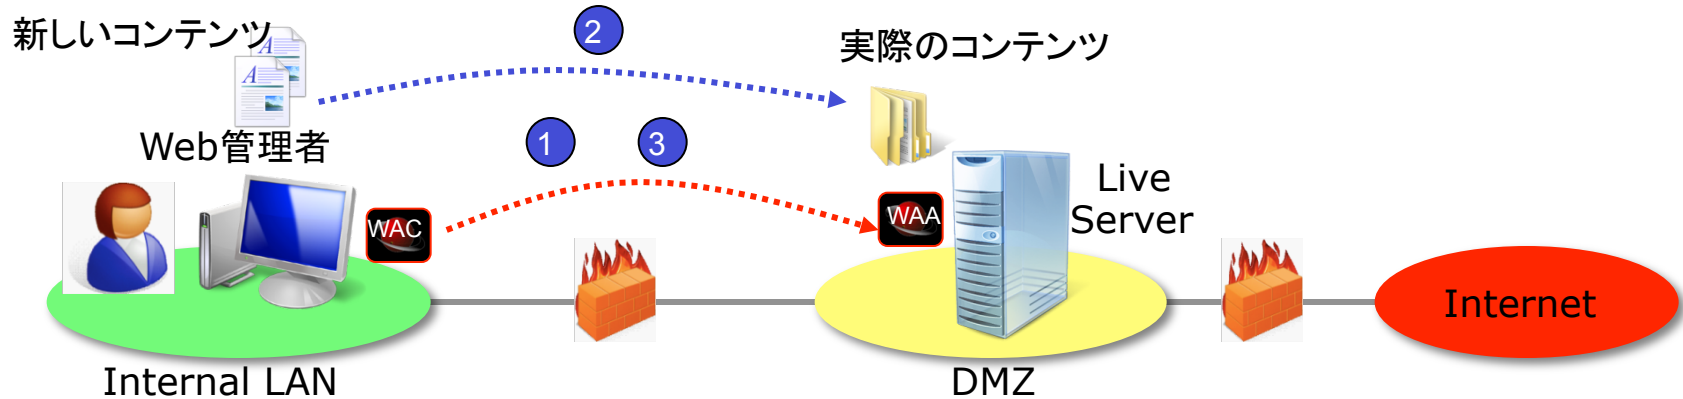 新しいコンテンツ
2
実際のコンテンツ
Web管理者
1
3
Live
Server
WAC
WAA
Internet
Internal LAN
DMZ